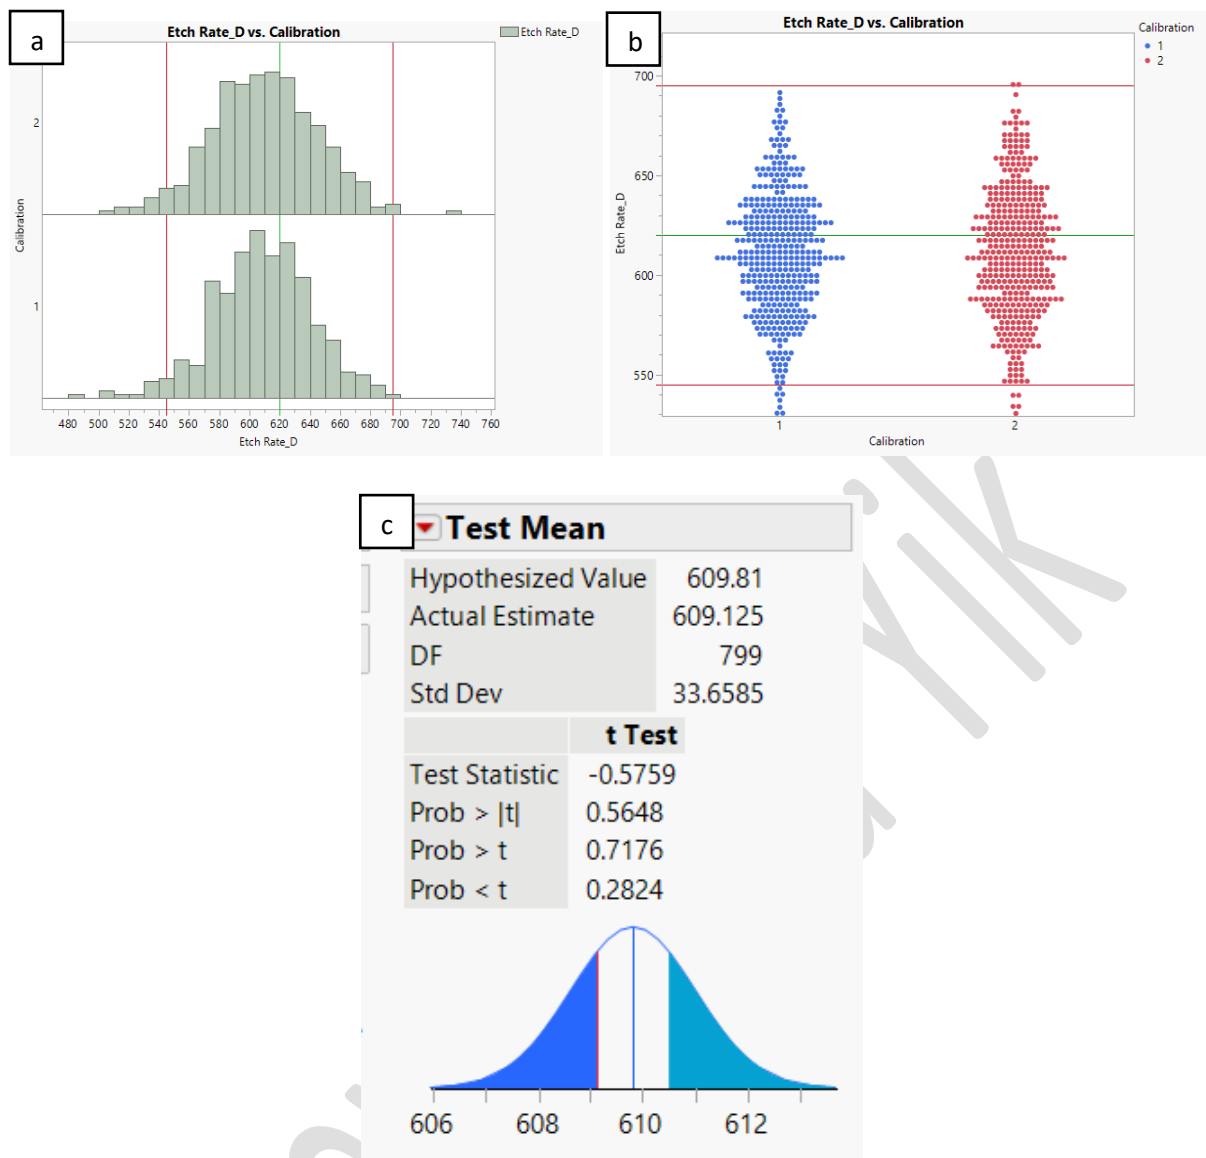 a
Etch Rate_D vs. Calibration
Etch Rate_D
Calibration
2
1
480 500 520 540 560 580 600 620 640 660 680 700 720 740 760
Etch Rate_D
b
Etch Rate_D vs. Calibration
Calibration
1
2
Etch Rate_D
700
650
600
550
1 2
Calibration
c
Test Mean
Hypothesized Value 609.81
Actual Estimate 609.125
DF 799
Std Dev 33.6585
t Test
Test Statistic -0.5759
Prob > |t| 0.5648
Prob > t 0.7176
Prob < t 0.2824
606 608 610 612